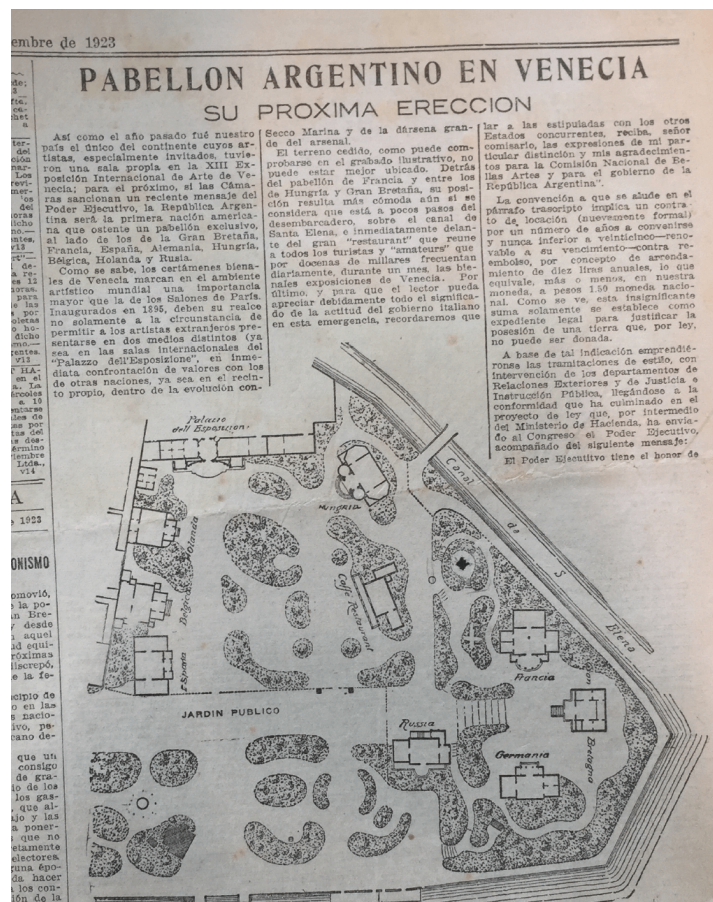 embre de 1923
PABELLON ARGENTINO EN VENECIA
SU PROXIMA ERECCION
Así como el año pasado fué nuestro
país el único del continente cuyos ar-
tistas, especialmente invitados, tuvie-
ron una sala propia en la XIII Ex-
posición Internacional de Arte de Ve-
necia; para el próximo, si las Cáma-
ras sancionan un reciente mensaje del
Poder Ejecutivo, la República Argen-
tina será la primera nación america-
na que ostente un pabellón exclusivo,
al lado de los de la Gran Bretaña,
Francia, España, Alemania, Hungría,
Bélgica, Holanda y Rusia.
Como se sabe, los certámenes biena-
les de Venecia marcan en el ambiente
artístico mundial una importancia
mayor que la de los Salones de París.
Inaugurados en 1895, deben su realce
no solamente a la circunstancia de
permitir a los artistas extranjeros pre-
sentarse en dos medios distintos (ya
sea en las salas internacionales del
"Palazzo dell'Esposizione", en inme-
diata confrontación de valores con los
de otras naciones, ya sea en el recin-
to propio, dentro de la evolución con-
Secco Marina y de la dársena gran-
de del arsenal.
El terreno cedido, como puede com-
probarse en el grabado ilustrativo, no
puede estar mejor ubicado. Detrás
del pabellón de Francia y entre los
de Hungría y Gran Bretaña, su posi-
ción resulta más cómoda aún si se
considera que está a pocos pasos del
desembarcadero, sobre el canal de
Santa Elena, e inmediatamente delan-
te del gran "restaurant" que reune
a todos los turistas y "amateurs" que
por docenas de millares frecuentan
diariamente, durante un mes, las bie-
nales exposiciones de Venecia. Por
último, y para que el lector pueda
apreciar debidamente todo el significa-
do de la actitud del gobierno italiano
en esta emergencia, recordaremos que
lar a las estipuladas con los otros
Estados concurrentes, reciba, señor
comisario, las expresiones de mi par-
ticular distinción y mis agradecimien-
tos para la Comisión Nacional de Be-
llas Artes y para el gobierno de la
República Argentina".
La convención a que se alude en el
párrafo trascripto implica un contra-
to de locación (nuevamente formal)
por un número de años a convenirse
y nunca inferior a veinticinco—reno-
vable a su vencimiento—contra re-
embolso, por concepto de arrenda-
miento de diez liras anuales, lo que
equivale, más o menos, en nuestra
moneda, a pesos 1.59 moneda nacio-
nal. Como se ve, esta insignificante
suma solamente se establece como
expediente legal para justificar la
posesión de una tierra que, por ley,
no puede ser donada.
A base de tal indicación emprendié-
ronse las tramitaciones de estilo, con
intervención de los departamentos de
Relaciones Exteriores y de Justicia e
Instrucción Pública, llegándose a la
conformidad que ha culminado en el
proyecto de ley que, por intermedio
del Ministerio de Hacienda, ha envia-
do al Congreso el Poder Ejecutivo,
acompañado del siguiente mensaje:
El Poder Ejecutitvo tiene el honor de
Palazzo
dell' Esposizion
Hungria
Canal
de
S
Elena
Olanda
Caffé Restaurant
Belgio
España
Francia
JARDIN PUBLICO
Russia
Germania
Bretagna
e 1923
ONISMO